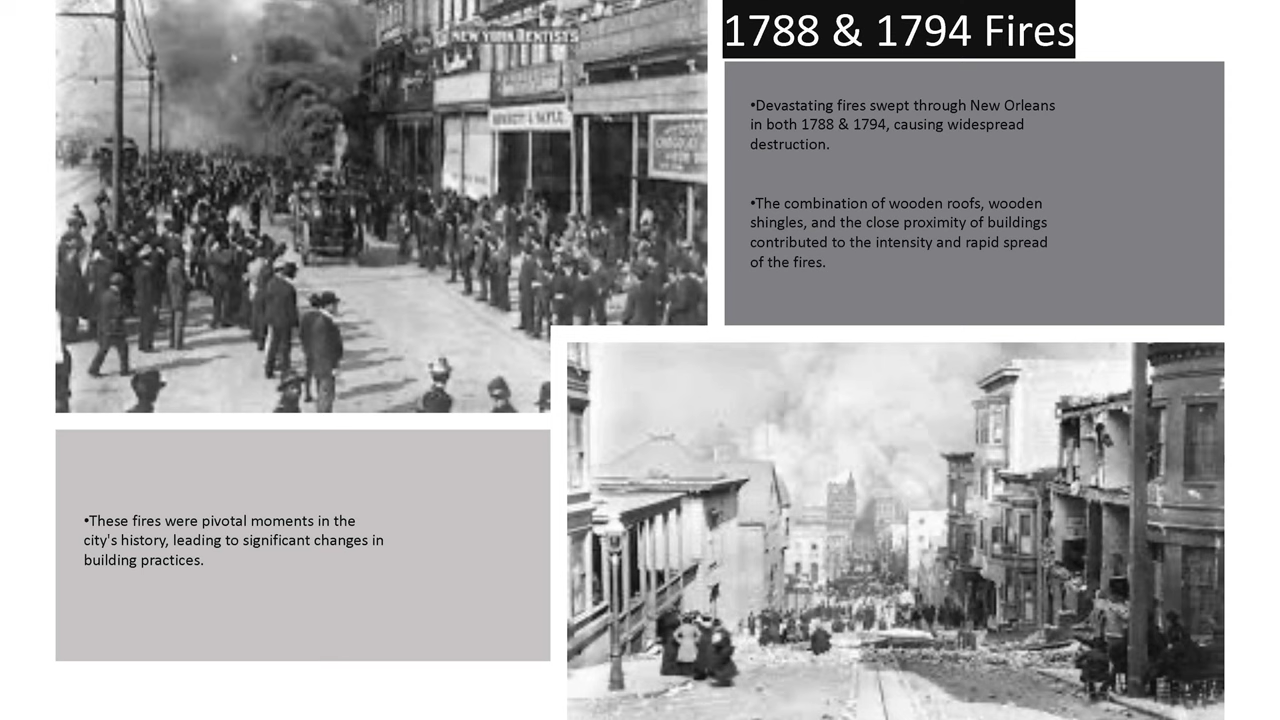 1788 & 1794 Fires
•Devastating fires swept through New Orleans
in both 1788 & 1794, causing widespread
destruction.
•The combination of wooden roofs, wooden
shingles, and the close proximity of buildings
contributed to the intensity and rapid spread
of the fires.
NEW YORK DENTISTS
•These fires were pivotal moments in the
city's history, leading to significant changes in
building practices.